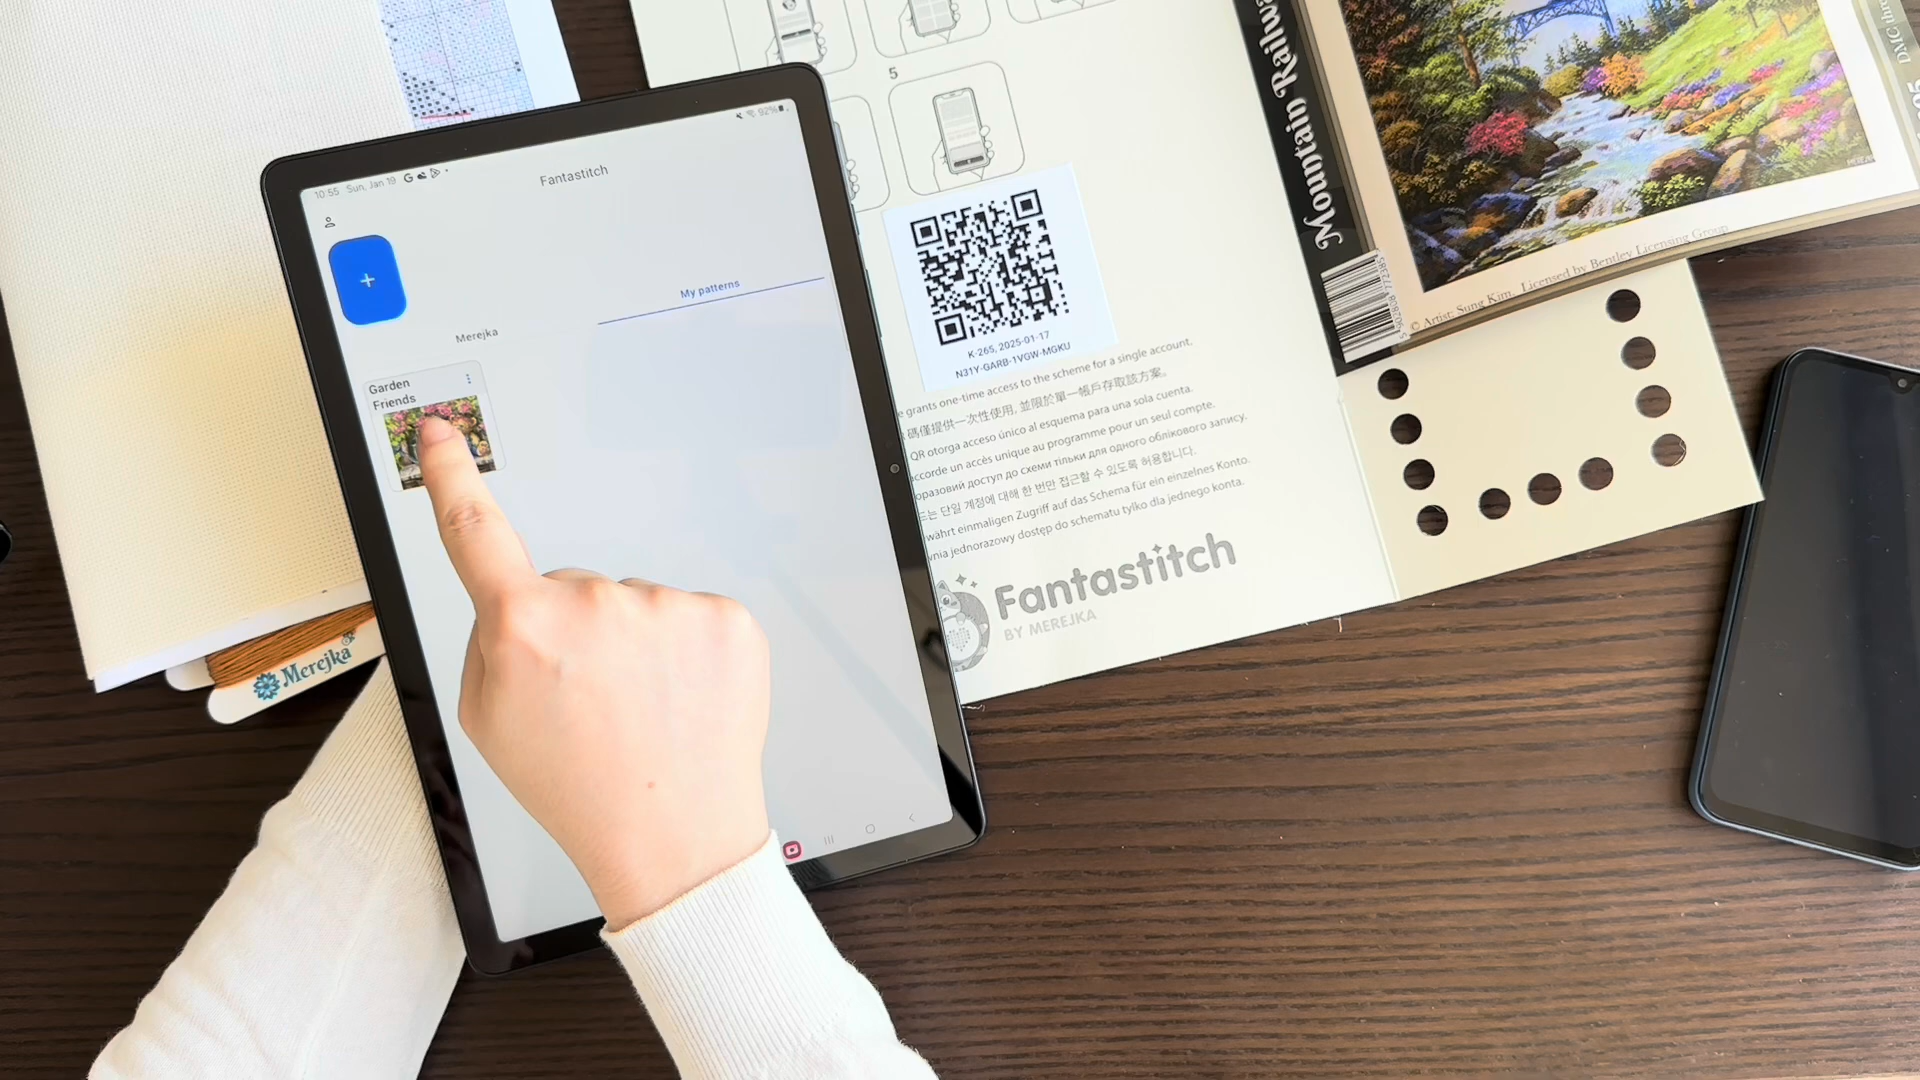 10:55 Sun, Jan 19
92%
Fantastitch
+
Merejka
My patterns
Garden
Friends
5
K-265, 2025-01-17
N31Y-GARB-1VGW-MGKU
grants one-time access to the scheme for a single account.
碼僅提供一次性使用, 並限於單一帳戶存取該方案。
QR otorga acceso único al esquema para una sola cuenta.
accorde un accès unique au programme pour un seul compte.
доступ до схеми тільки для одного облікового запису.
단일 계정에 대해 한 번만 접근할 수 있도록 허용합니다.
währt einmaligen Zugriff auf das Schema für ein einzelnes Konto.
jednorazowy dostęp do schematu tylko dla jednego konta.
Fantastitch
BY MEREJKA
Mountain Railway
© Artist: Sung Kim, Licensed by Bentley Licensing Group
DMC
Merejka